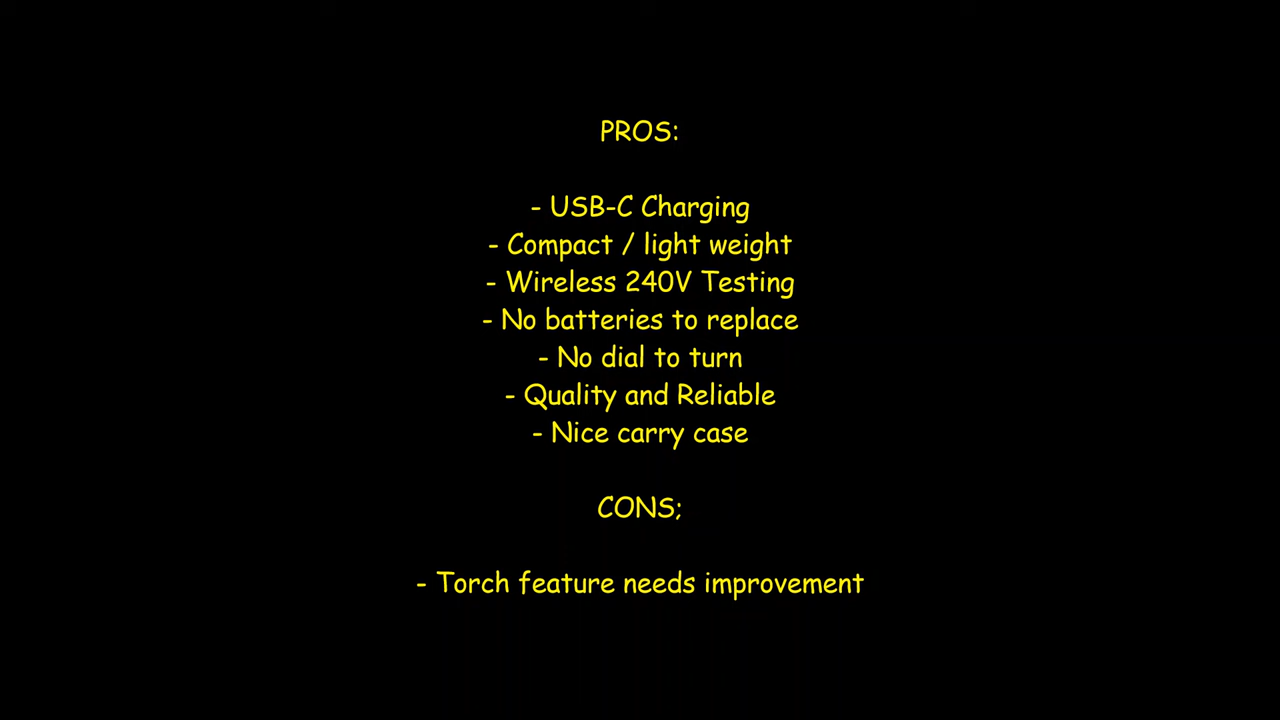 PROS:
- USB-C Charging
- Compact / light weight
- Wireless 240V Testing
- No batteries to replace
- No dial to turn
- Quality and Reliable
- Nice carry case
CONS;
- Torch feature needs improvement